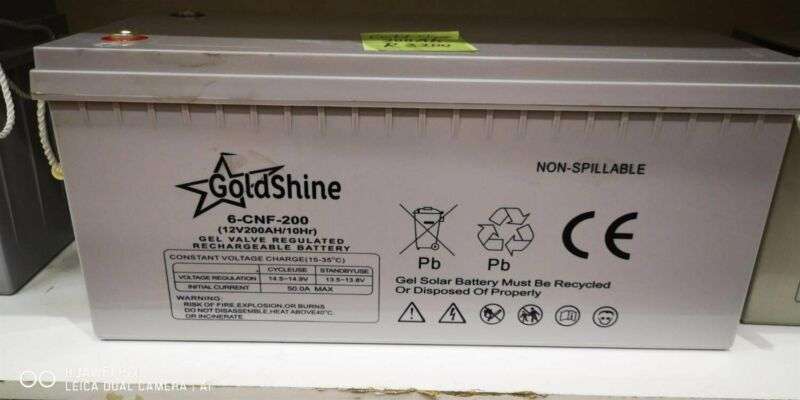 200Ah
R 3200
GoldShine
6-CNF-200
(12V200AH/10Hr)
GEL VALVE REGULATED
RECHARGEABLE BATTERY
CONSTANT VOLTAGE CHARGE(15-35°C)
CYCLEUSE STANDBYUSE
VOLTAGE REGULATION 14.5~14.9V 13.5~13.8V
INITIAL CURRENT 50.0A MAX
WARNING:
RISK OF FIRE,EXPLOSION,OR BURNS
DO NOT DISASSEMBLE,HEAT ABOVE40°C
OR INCINERATE
NON-SPILLABLE
Pb Pb CE
Gel Solar Battery Must Be Recycled
Or Disposed Of Properly
LEICA DUAL CAMERA | AI